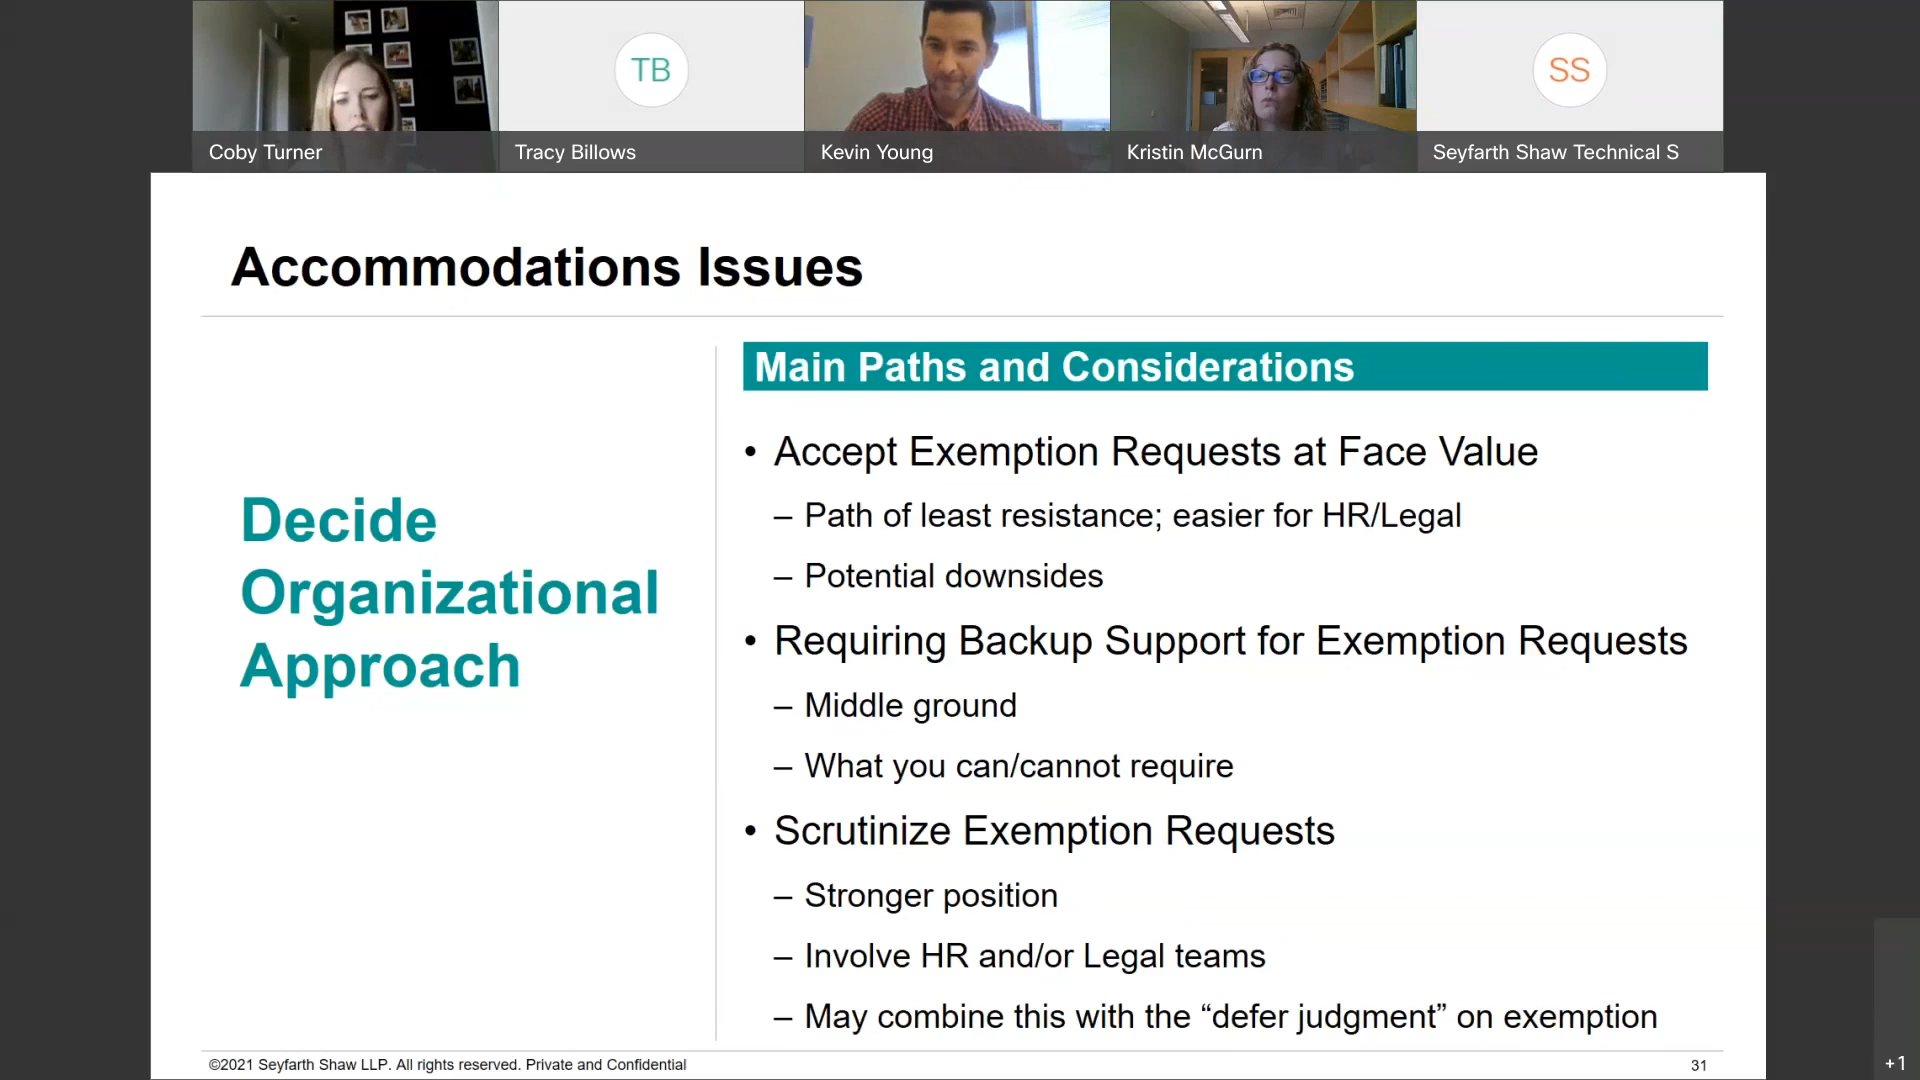 TB
SS
Coby Turner
Tracy Billows
Kevin Young
Kristin McGurn
Seyfarth Shaw Technical S
Accommodations Issues
Decide
Organizational
Approach
Main Paths and Considerations
• Accept Exemption Requests at Face Value
– Path of least resistance; easier for HR/Legal
– Potential downsides
• Requiring Backup Support for Exemption Requests
– Middle ground
– What you can/cannot require
• Scrutinize Exemption Requests
– Stronger position
– Involve HR and/or Legal teams
– May combine this with the “defer judgment” on exemption
©2021 Seyfarth Shaw LLP. All rights reserved. Private and Confidential
31
+1